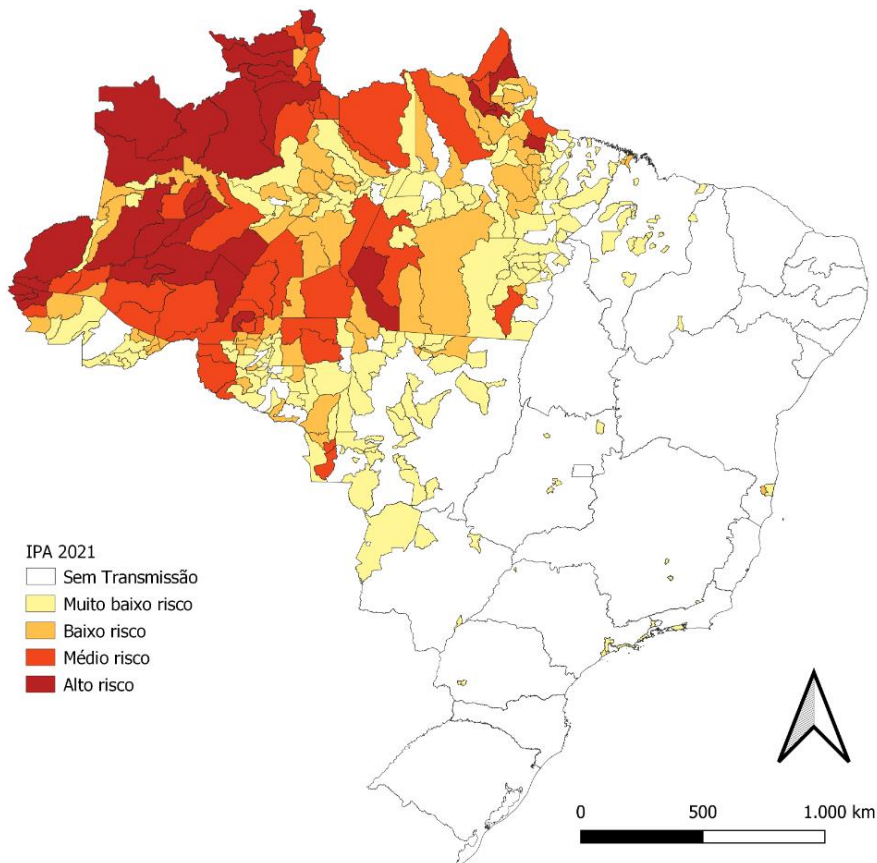 IPA 2021
Sem Transmissão
Muito baixo risco
Baixo risco
Médio risco
Alto risco
0 500 1.000 km